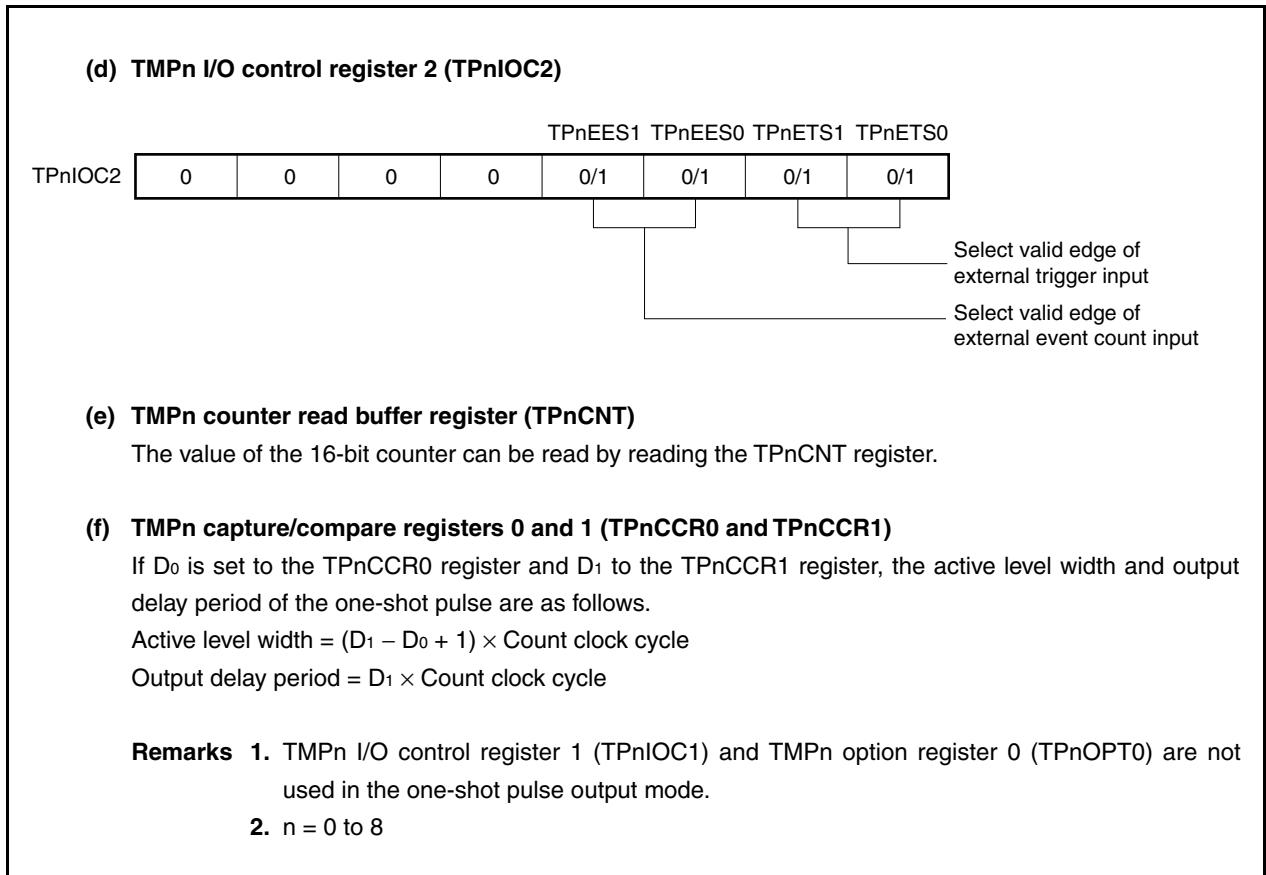 (d) TMPn I/O control register 2 (TPnIOC2)
TPnEES1 TPnEES0 TPnETS1 TPnETS0
TPnIOC2 0 0 0 0 0/1 0/1 0/1 0/1
Select valid edge of
external trigger input
Select valid edge of
external event count input
(e) TMPn counter read buffer register (TPnCNT)
The value of the 16-bit counter can be read by reading the TPnCNT register.
(f) TMPn capture/compare registers 0 and 1 (TPnCCR0 and TPnCCR1)
If D0 is set to the TPnCCR0 register and D1 to the TPnCCR1 register, the active level width and output
delay period of the one-shot pulse are as follows.
Active level width = (D1 − D0 + 1) × Count clock cycle
Output delay period = D1 × Count clock cycle
Remarks 1. TMPn I/O control register 1 (TPnIOC1) and TMPn option register 0 (TPnOPT0) are not
used in the one-shot pulse output mode.
2. n = 0 to 8